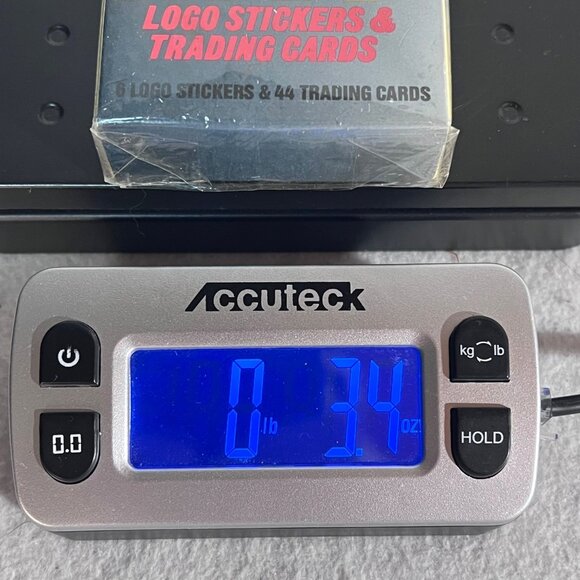 LOGO STICKERS &
TRADING CARDS
6 LOGO STICKERS & 44 TRADING CARDS
Accuteck
kg lb
0.0
HOLD
0 lb 3.4 oz